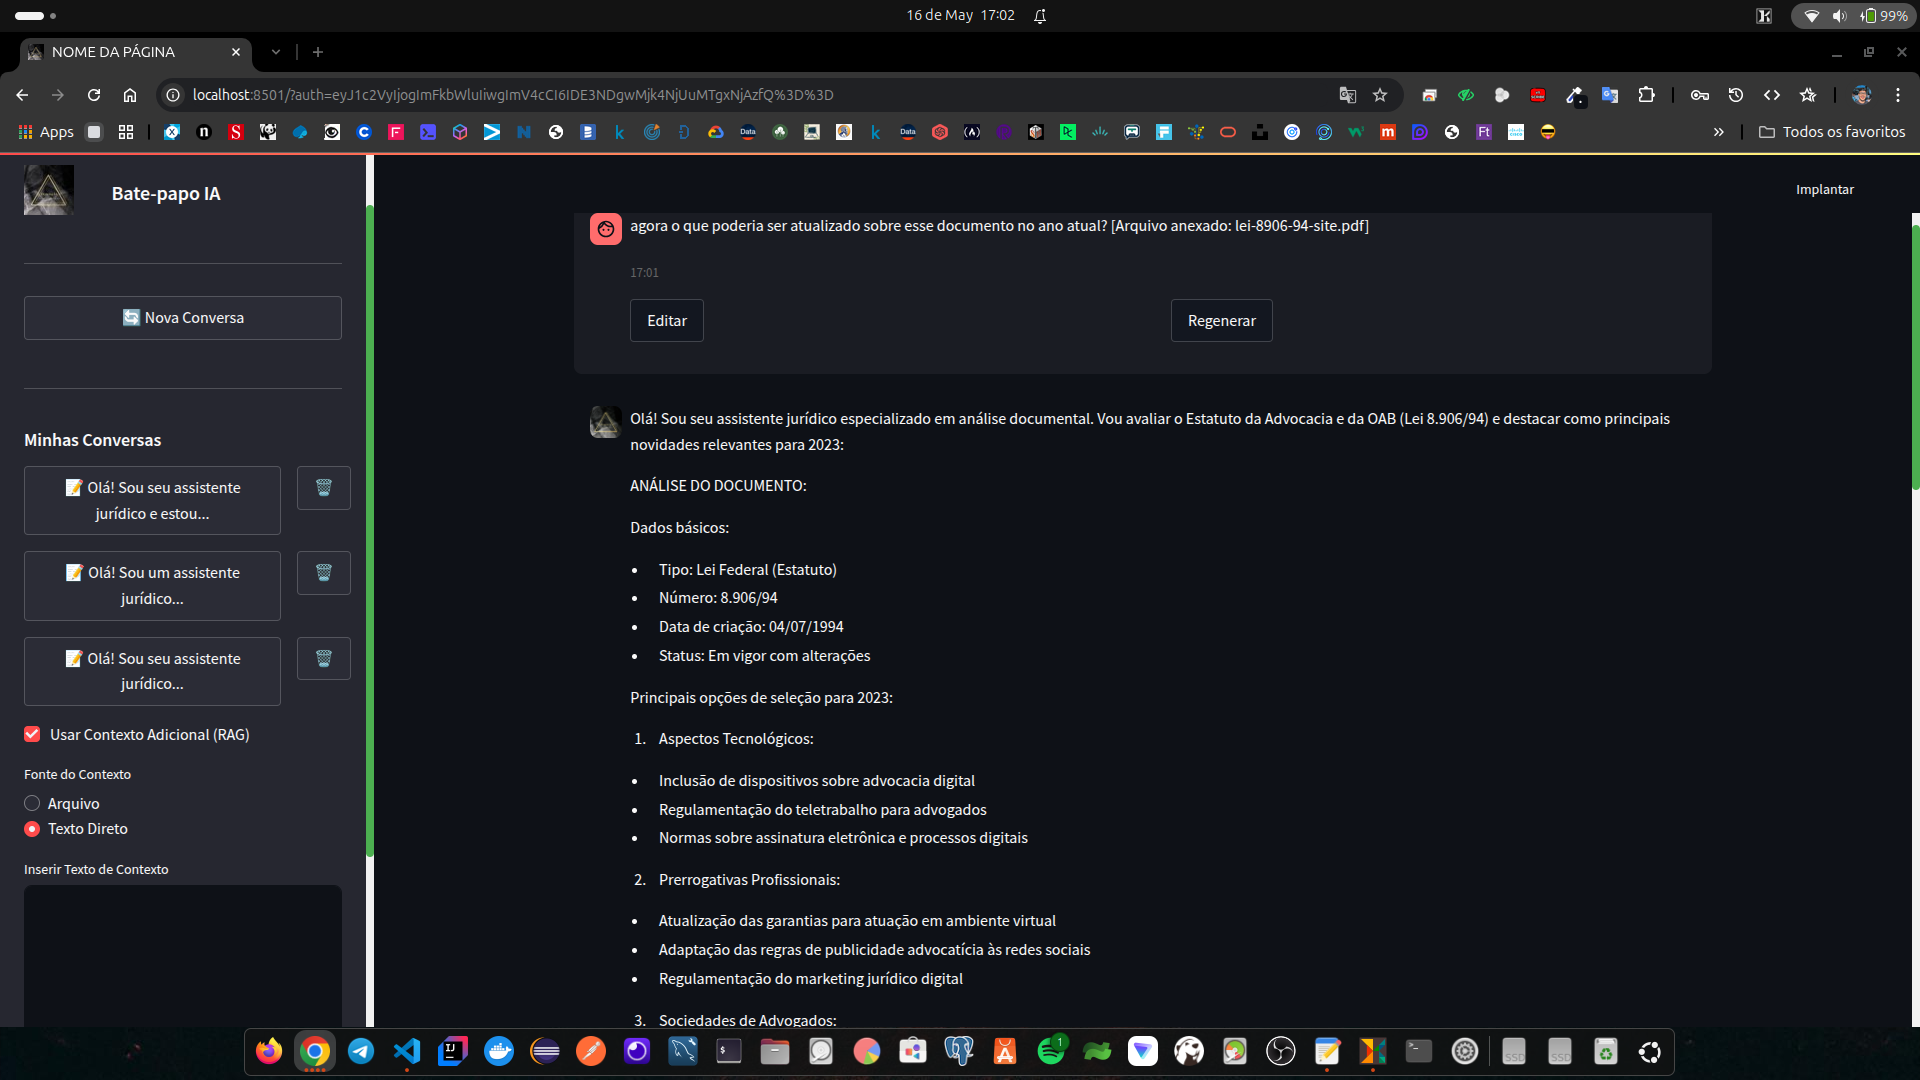 16 de May 17:02
99%
NOME DA PÁGINA
localhost:8501/?auth=eyJ1c2VyIjogImFkbWluIiwgImV4cCI6IDE3NDgwMjk4NjUuMTgxNjAzfQ%3D%3D
Apps
Todos os favoritos
Bate-papo IA
Implantar
agora o que poderia ser atualizado sobre esse documento no ano atual? [Arquivo anexado: lei-8906-94-site.pdf]
17:01
Editar
Regenerar
🔄 Nova Conversa
Minhas Conversas
📝 Olá! Sou seu assistente
jurídico e estou...
📝 Olá! Sou um assistente
jurídico...
📝 Olá! Sou seu assistente
jurídico...
Usar Contexto Adicional (RAG)
Fonte do Contexto
Arquivo
Texto Direto
Inserir Texto de Contexto
Olá! Sou seu assistente jurídico especializado em análise documental. Vou avaliar o Estatuto da Advocacia e da OAB (Lei 8.906/94) e destacar como principais
novidades relevantes para 2023:
ANÁLISE DO DOCUMENTO:
Dados básicos:
• Tipo: Lei Federal (Estatuto)
• Número: 8.906/94
• Data de criação: 04/07/1994
• Status: Em vigor com alterações
Principais opções de seleção para 2023:
1. Aspectos Tecnológicos:
• Inclusão de dispositivos sobre advocacia digital
• Regulamentação do teletrabalho para advogados
• Normas sobre assinatura eletrônica e processos digitais
2. Prerrogativas Profissionais:
• Atualização das garantias para atuação em ambiente virtual
• Adaptação das regras de publicidade advocatícia às redes sociais
• Regulamentação do marketing jurídico digital
3. Sociedades de Advogados: